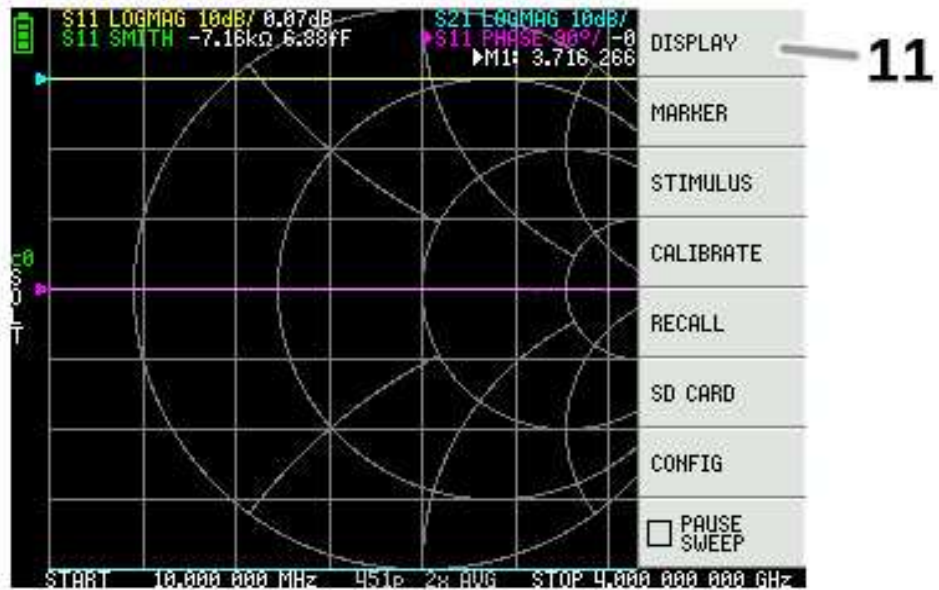 S11 LOGMAG 10dB/ 0.07dB
S21 LOGMAG 10dB/
S11 SMITH -7.16kΩ 6.88fF
S11 PHASE 90°/ -0
M1: 3.716 266
DISPLAY
11
MARKER
STIMULUS
CALIBRATE
RECALL
SD CARD
CONFIG
PAUSE
SWEEP
c0
S
O
L
T
START 10.000 000 MHz 451p 2x AVG STOP 4.000 000 000 GHz